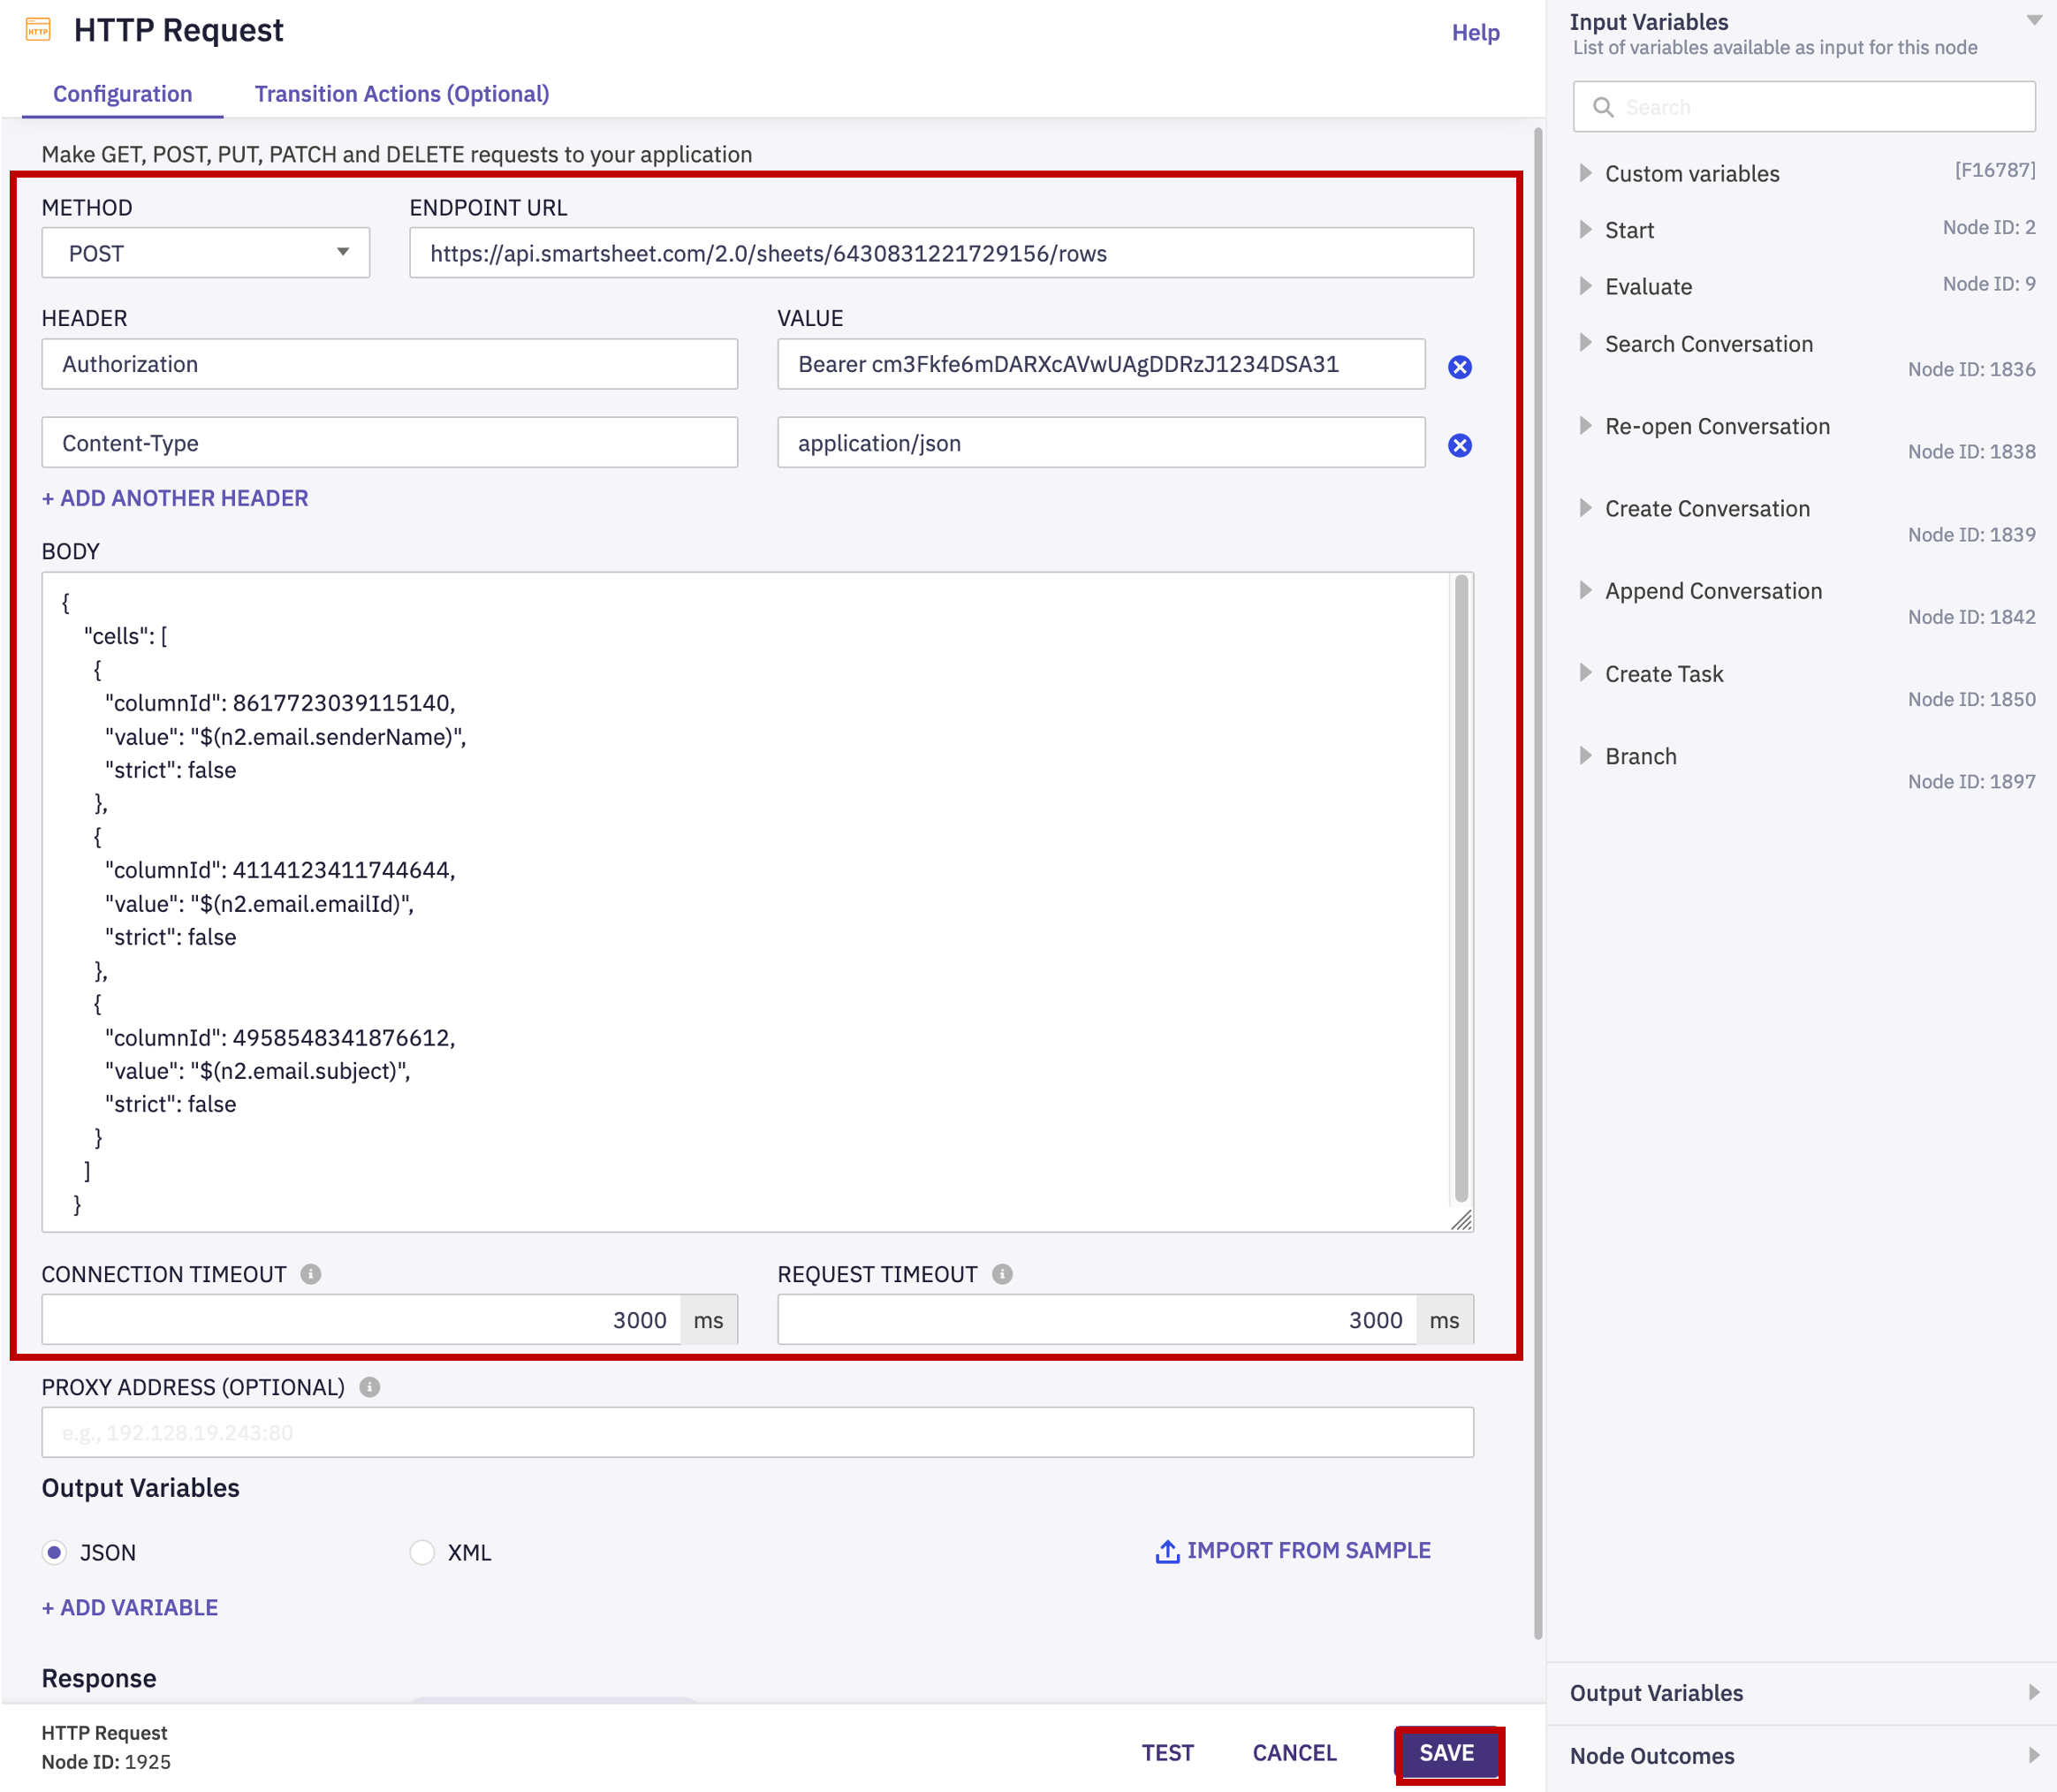 HTTP
HTTP Request
Help
Configuration
Transition Actions (Optional)
Make GET, POST, PUT, PATCH and DELETE requests to your application
METHOD
ENDPOINT URL
POST
https://api.smartsheet.com/2.0/sheets/6430831221729156/rows
HEADER
VALUE
Authorization
Bearer cm3Fkfe6mDARXcAVwUAgDDRzJ1234DSA31
Content-Type
application/json
+ ADD ANOTHER HEADER
BODY
{
"cells": [
{
"columnId": 8617723039115140,
"value": "$(n2.email.senderName)",
"strict": false
},
{
"columnId": 4114123411744644,
"value": "$(n2.email.emailId)",
"strict": false
},
{
"columnId": 4958548341876612,
"value": "$(n2.email.subject)",
"strict": false
}
]
}
CONNECTION TIMEOUT
REQUEST TIMEOUT
3000 ms
3000 ms
PROXY ADDRESS (OPTIONAL)
e.g., 192.128.19.243:80
Output Variables
JSON
XML
IMPORT FROM SAMPLE
+ ADD VARIABLE
Response
HTTP Request
Node ID: 1925
TEST
CANCEL
SAVE
Input Variables
List of variables available as input for this node
Search
Custom variables [F16787]
Start Node ID: 2
Evaluate Node ID: 9
Search Conversation
Node ID: 1836
Re-open Conversation
Node ID: 1838
Create Conversation
Node ID: 1839
Append Conversation
Node ID: 1842
Create Task
Node ID: 1850
Branch
Node ID: 1897
Output Variables
Node Outcomes